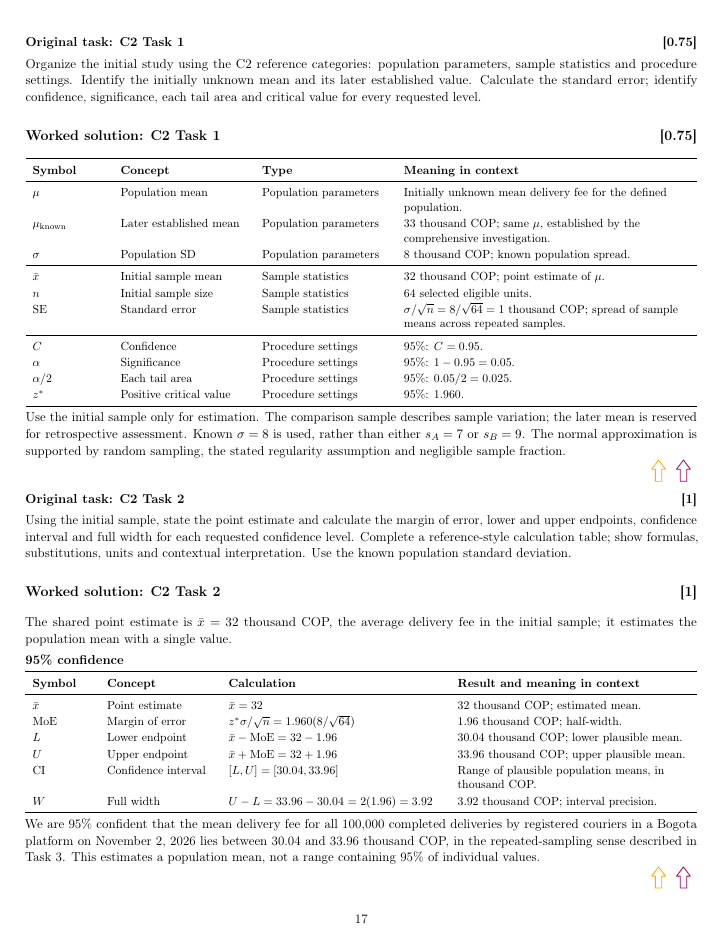 Original task: C2 Task 1 [0.75]
Organize the initial study using the C2 reference categories: population parameters, sample statistics and procedure
settings. Identify the initially unknown mean and its later established value. Calculate the standard error; identify
confidence, significance, each tail area and critical value for every requested level.
Worked solution: C2 Task 1 [0.75]
Symbol Concept Type Meaning in context
μ Population mean Population parameters Initially unknown mean delivery fee for the defined
population.
μknown Later established mean Population parameters 33 thousand COP; same μ, established by the
comprehensive investigation.
σ Population SD Population parameters 8 thousand COP; known population spread.
x̄ Initial sample mean Sample statistics 32 thousand COP; point estimate of μ.
n Initial sample size Sample statistics 64 selected eligible units.
SE Standard error Sample statistics σ/√n = 8/√64 = 1 thousand COP; spread of sample
means across repeated samples.
C Confidence Procedure settings 95%: C = 0.95.
α Significance Procedure settings 95%: 1 − 0.95 = 0.05.
α/2 Each tail area Procedure settings 95%: 0.05/2 = 0.025.
z* Positive critical value Procedure settings 95%: 1.960.
Use the initial sample only for estimation. The comparison sample describes sample variation; the later mean is reserved
for retrospective assessment. Known σ = 8 is used, rather than either sA = 7 or sB = 9. The normal approximation is
supported by random sampling, the stated regularity assumption and negligible sample fraction.
Original task: C2 Task 2 [1]
Using the initial sample, state the point estimate and calculate the margin of error, lower and upper endpoints, confidence
interval and full width for each requested confidence level. Complete a reference-style calculation table; show formulas,
substitutions, units and contextual interpretation. Use the known population standard deviation.
Worked solution: C2 Task 2 [1]
The shared point estimate is x̄ = 32 thousand COP, the average delivery fee in the initial sample; it estimates the
population mean with a single value.
95% confidence
Symbol Concept Calculation Result and meaning in context
x̄ Point estimate x̄ = 32 32 thousand COP; estimated mean.
MoE Margin of error z*σ/√n = 1.960(8/√64) 1.96 thousand COP; half-width.
L Lower endpoint x̄ − MoE = 32 − 1.96 30.04 thousand COP; lower plausible mean.
U Upper endpoint x̄ + MoE = 32 + 1.96 33.96 thousand COP; upper plausible mean.
CI Confidence interval [L, U] = [30.04, 33.96] Range of plausible population means, in
thousand COP.
W Full width U − L = 33.96 − 30.04 = 2(1.96) = 3.92 3.92 thousand COP; interval precision.
We are 95% confident that the mean delivery fee for all 100,000 completed deliveries by registered couriers in a Bogota
platform on November 2, 2026 lies between 30.04 and 33.96 thousand COP, in the repeated-sampling sense described in
Task 3. This estimates a population mean, not a range containing 95% of individual values.
17